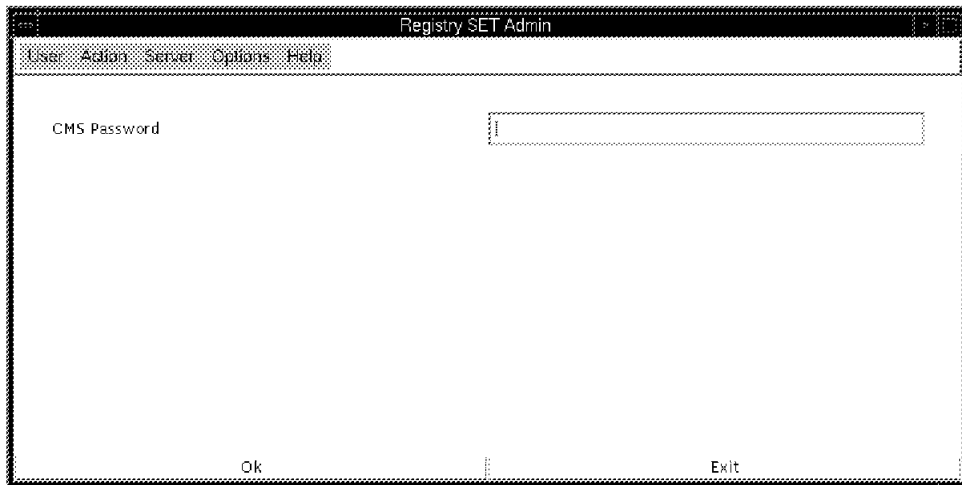 Registry SET Admin
User Action Server Options Help
CMS Password
Ok Exit